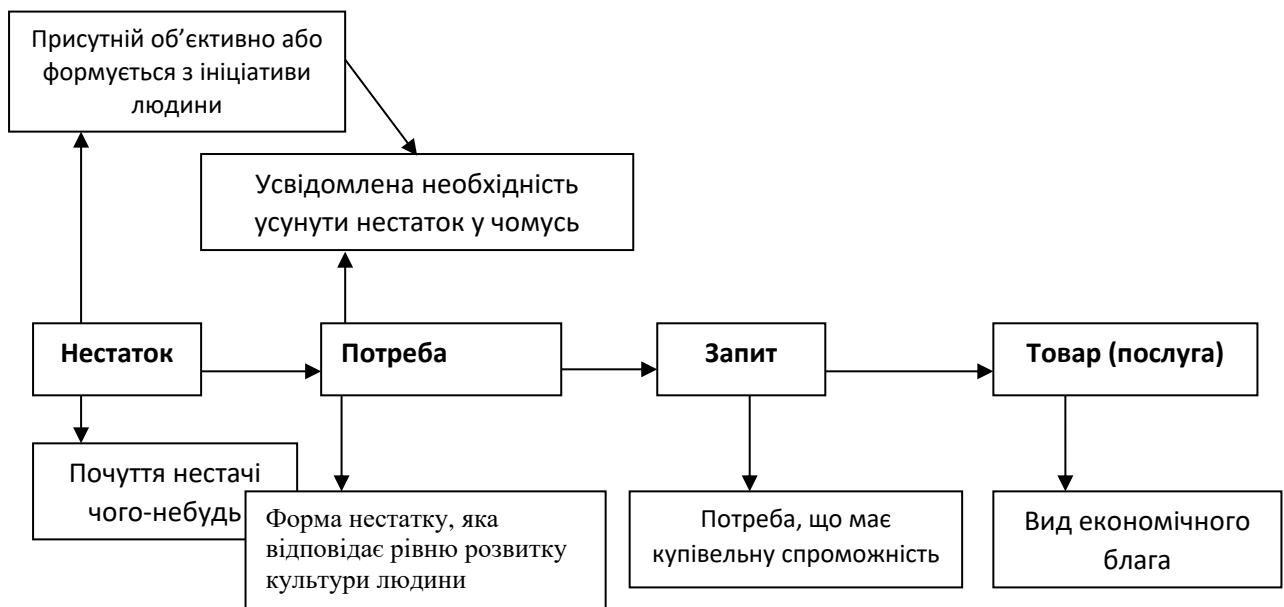 Присутній об’єктивно або
формується з ініціативи
людини
Усвідомлена необхідність
усунути нестаток у чомусь
Нестаток
Потреба
Запит
Товар (послуга)
Почуття нестачі
чого-небудь
Форма нестатку, яка
відповідає рівню розвитку
культури людини
Потреба, що має
купівельну спроможність
Вид економічного
блага